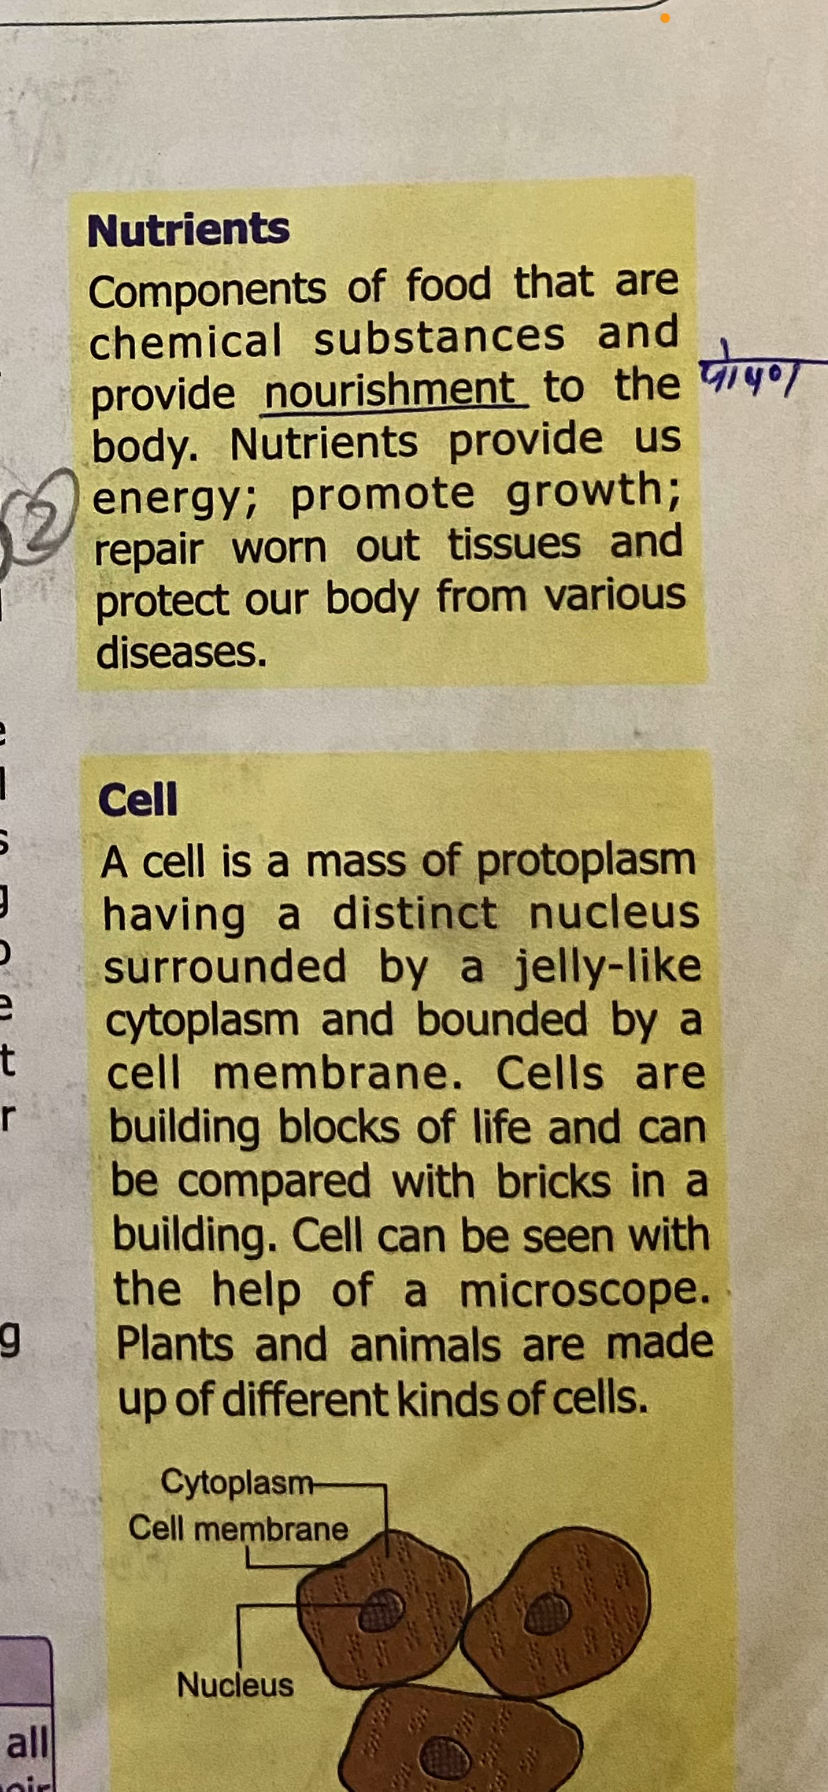 Nutrients
Components of food that are
chemical substances and
provide nourishment to the
पोषण
body. Nutrients provide us
energy; promote growth;
2
repair worn out tissues and
protect our body from various
diseases.
Cell
A cell is a mass of protoplasm
having a distinct nucleus
surrounded by a jelly-like
cytoplasm and bounded by a
cell membrane. Cells are
building blocks of life and can
be compared with bricks in a
building. Cell can be seen with
the help of a microscope.
Plants and animals are made
up of different kinds of cells.
Cytoplasm
Cell membrane
Nucleus
all